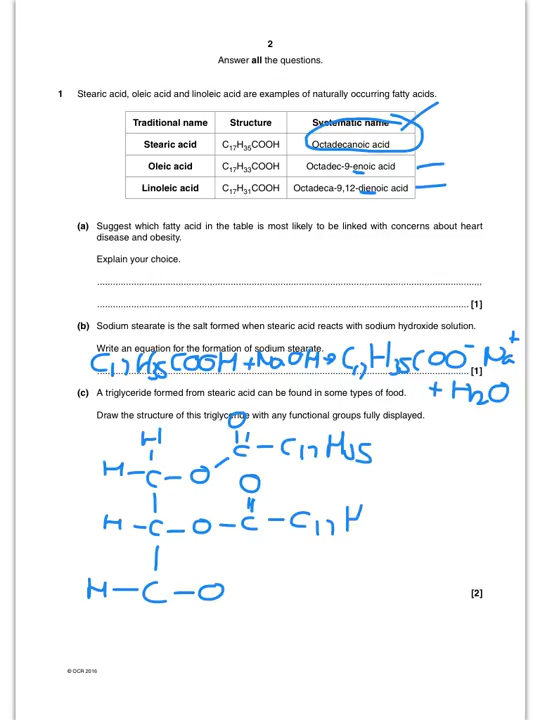 2
Answer all the questions.
1 Stearic acid, oleic acid and linoleic acid are examples of naturally occurring fatty acids.
Traditional name Structure Systematic name
Stearic acid C₁₇H₃₅COOH Octadecanoic acid
Oleic acid C₁₇H₃₃COOH Octadec-9-enoic acid
Linoleic acid C₁₇H₃₁COOH Octadeca-9,12-dienoic acid
(a) Suggest which fatty acid in the table is most likely to be linked with concerns about heart
disease and obesity.
Explain your choice.
[1]
(b) Sodium stearate is the salt formed when stearic acid reacts with sodium hydroxide solution.
Write an equation for the formation of sodium stearate.
C₁₇H₃₅COOH + NaOH → C₁₇H₃₅COO⁻ Na⁺
[1]
+ H₂O
(c) A triglyceride formed from stearic acid can be found in some types of food.
Draw the structure of this triglyceride with any functional groups fully displayed.
O
H
H – C – O C – C₁₇H₃₅
O
H – C – O – C – C₁₇H
H – C – O
[2]
© OCR 2016